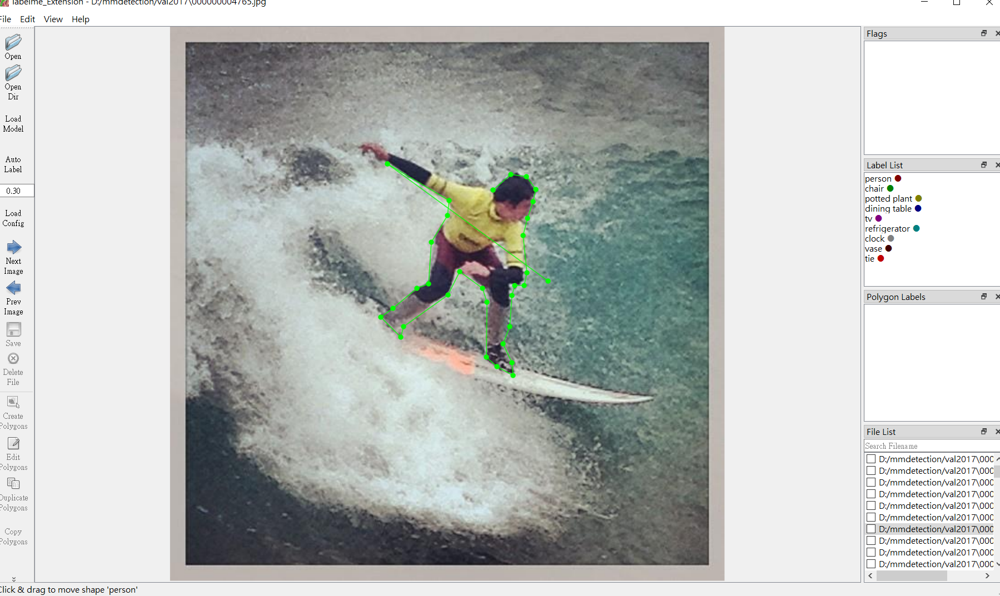 labelme_Extension - D:/mmdetection/val2017\000000004765.jpg
File Edit View Help
Open
Open
Dir
Load
Model
Auto
Label
0.30
Load
Config
Next
Image
Prev
Image
Save
Delete
File
Create
Polygons
Edit
Polygons
Duplicate
Polygons
Copy
Polygons
Flags
Label List
person
chair
potted plant
dining table
tv
refrigerator
clock
vase
tie
Polygon Labels
File List
Search Filename
D:/mmdetection/val2017\000
D:/mmdetection/val2017\000
D:/mmdetection/val2017\000
D:/mmdetection/val2017\000
D:/mmdetection/val2017\000
D:/mmdetection/val2017\000
D:/mmdetection/val2017\000
D:/mmdetection/val2017\000
D:/mmdetection/val2017\000
D:/mmdetection/val2017\000
Click & drag to move shape 'person'